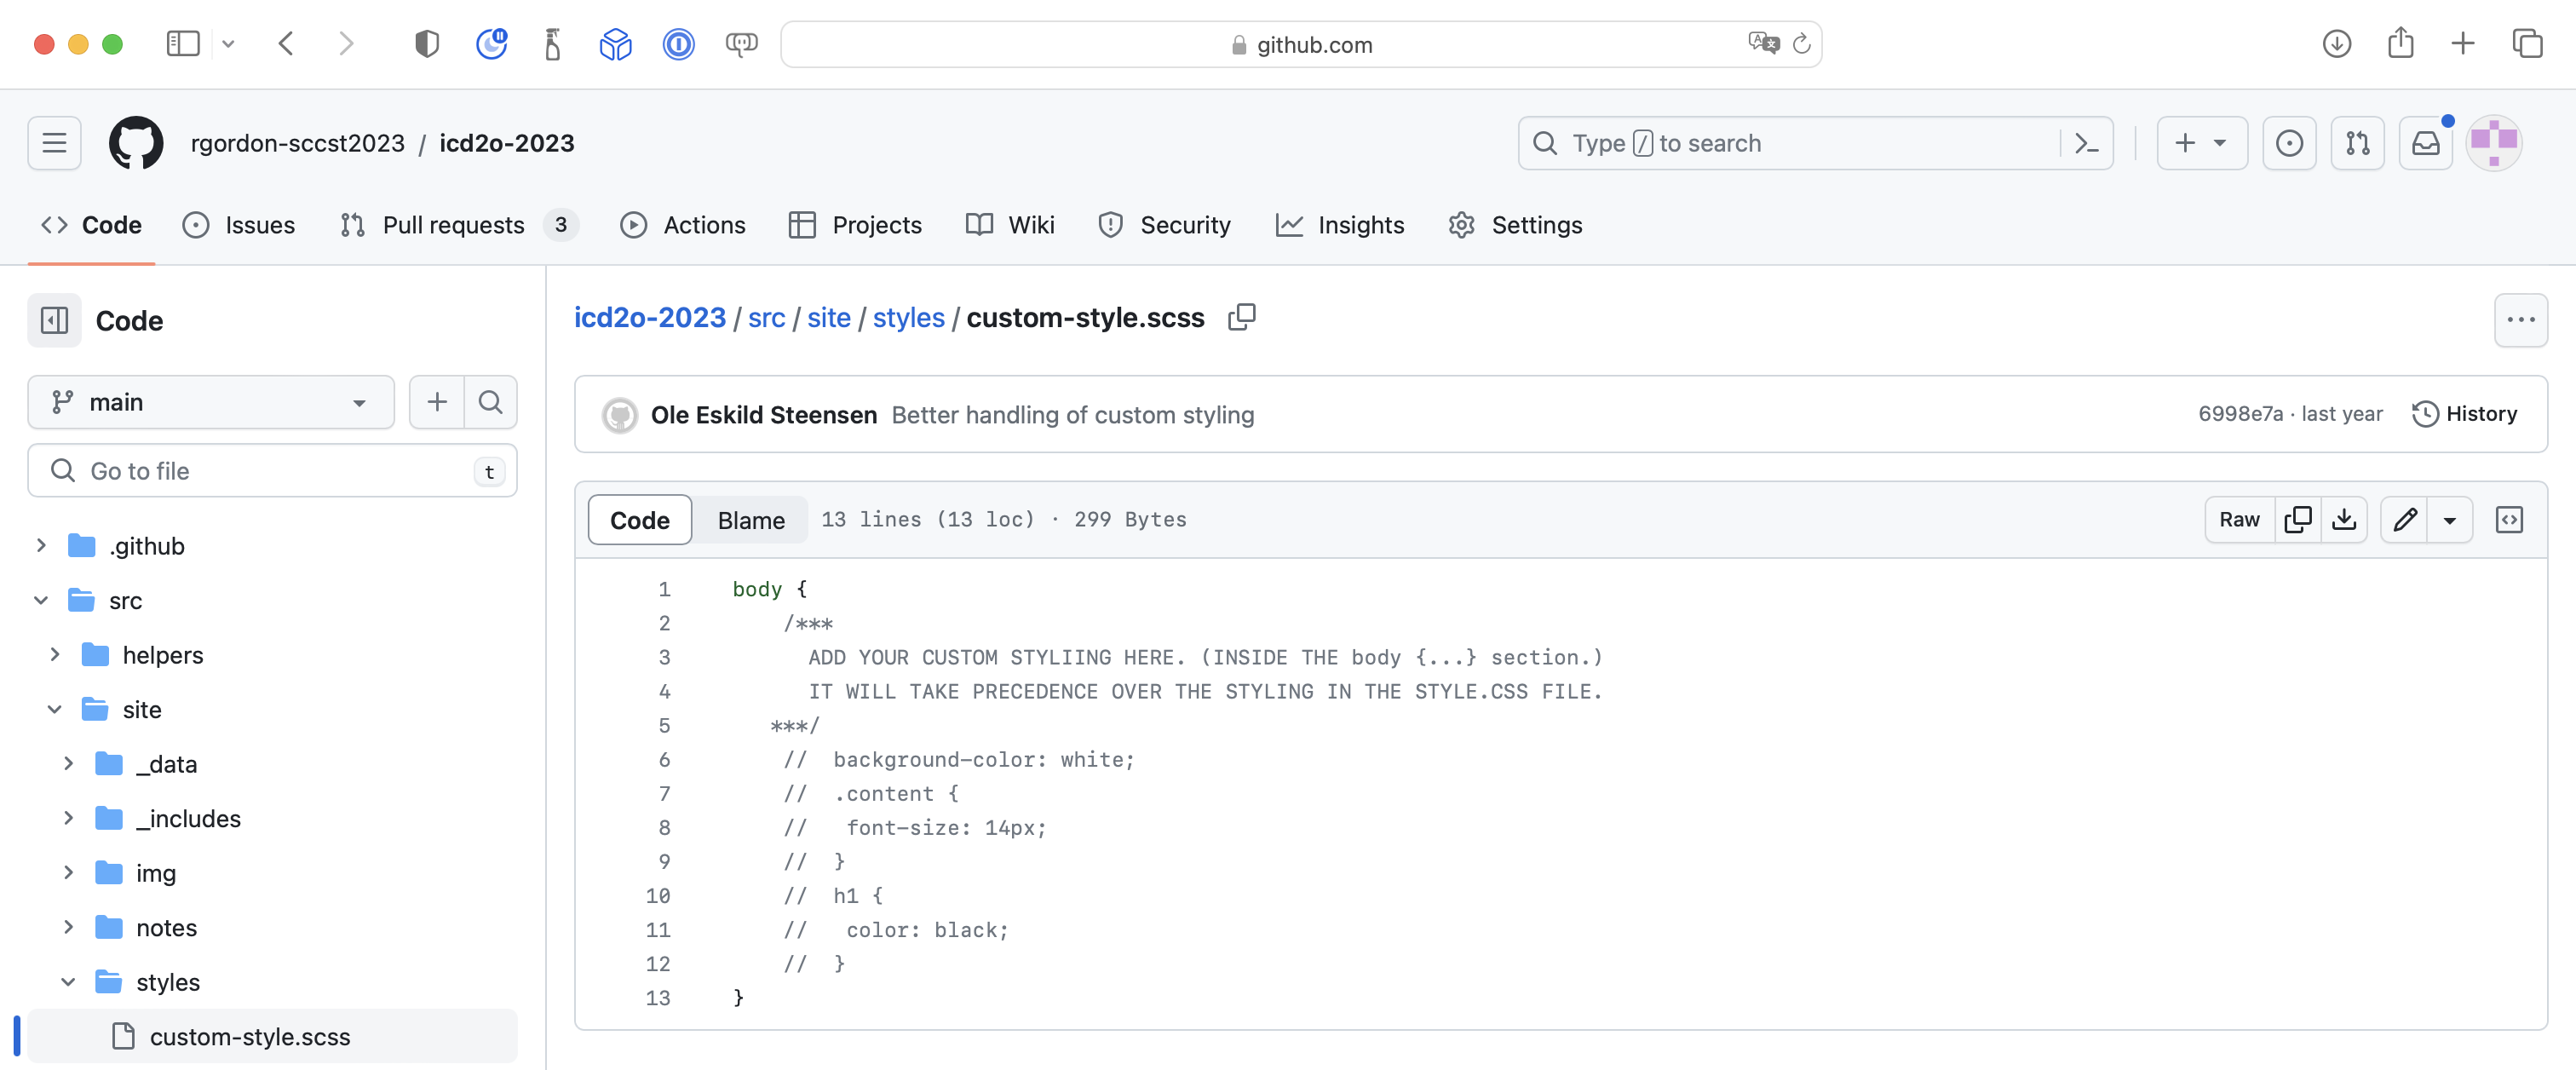 github.com
rgordon-sccst2023 / icd2o-2023
Type / to search
Code Issues Pull requests 3 Actions Projects Wiki Security Insights Settings
Code
main
Go to file t
.github
src
helpers
site
_data
_includes
img
notes
styles
custom-style.scss
icd2o-2023 / src / site / styles / custom-style.scss
Ole Eskild Steensen Better handling of custom styling 6998e7a · last year History
Code Blame 13 lines (13 loc) · 299 Bytes Raw
1 body {
2 /***
3 ADD YOUR CUSTOM STYLIING HERE. (INSIDE THE body {...} section.)
4 IT WILL TAKE PRECEDENCE OVER THE STYLING IN THE STYLE.CSS FILE.
5 ***/
6 // background-color: white;
7 // .content {
8 // font-size: 14px;
9 // }
10 // h1 {
11 // color: black;
12 // }
13 }